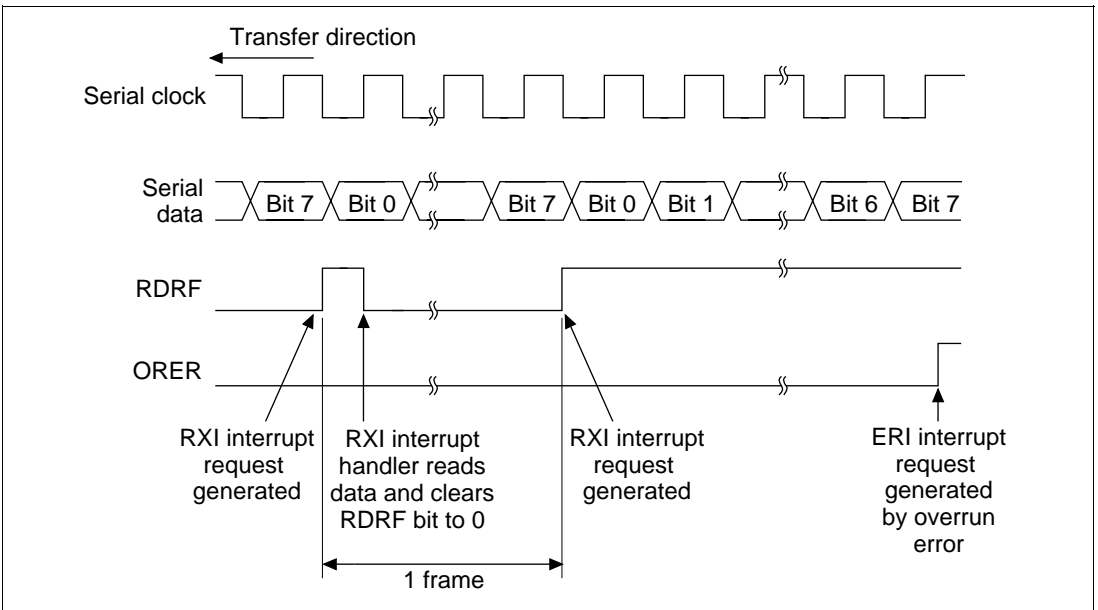 Transfer direction
Serial clock
Serial
data
Bit 7 Bit 0 Bit 7 Bit 0 Bit 1 Bit 6 Bit 7
RDRF
ORER
RXI interrupt
request
generated
RXI interrupt
handler reads
data and clears
RDRF bit to 0
RXI interrupt
request
generated
ERI interrupt
request
generated
by overrun
error
1 frame